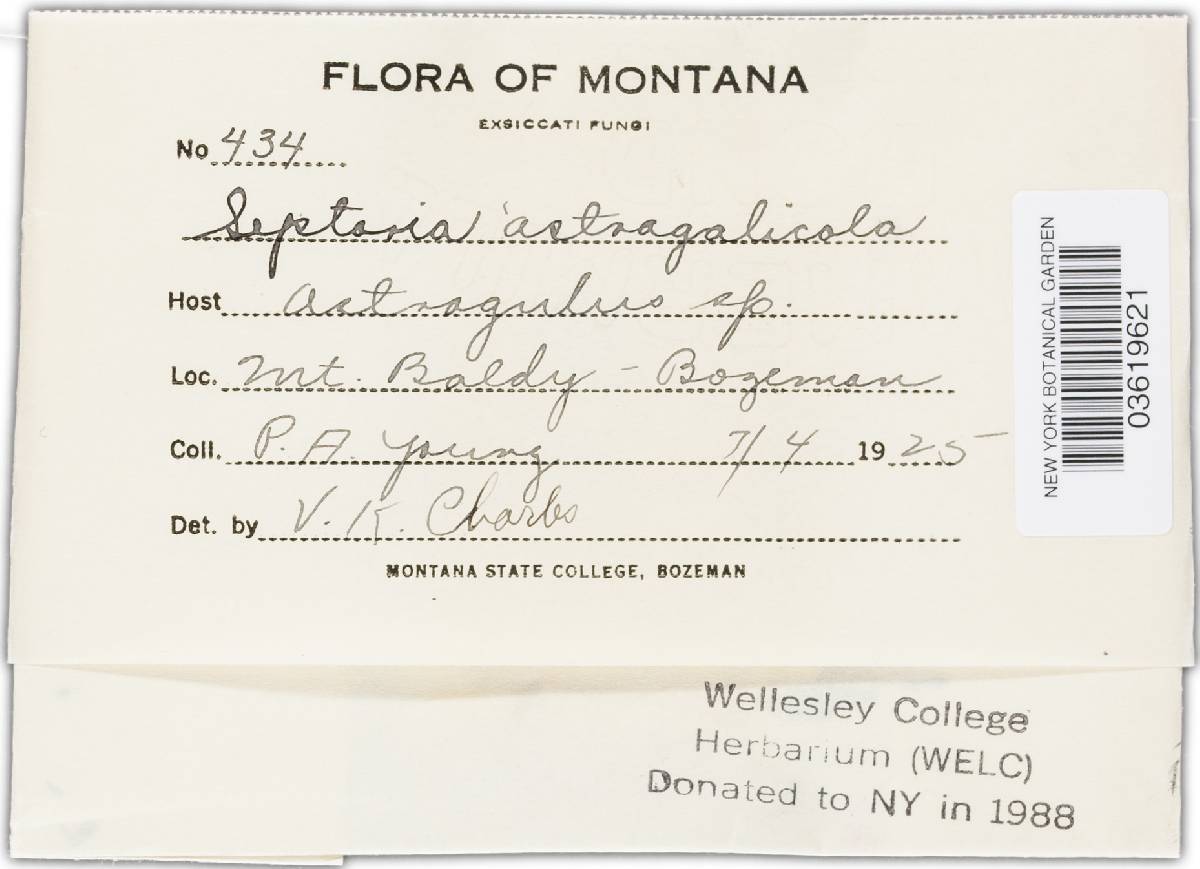 FLORA OF MONTANA
EXSICCATI FUNGI
No 434
Septoria astragalicola
Host Astragulus sp.
Loc. Mt. Baldy - Bozeman
Coll. P. A. Young 7/4 1925
Det. by V. K. Charles
MONTANA STATE COLLEGE, BOZEMAN
NEW YORK BOTANICAL GARDEN
03619621
Wellesley College
Herbarium (WELC)
Donated to NY in 1988